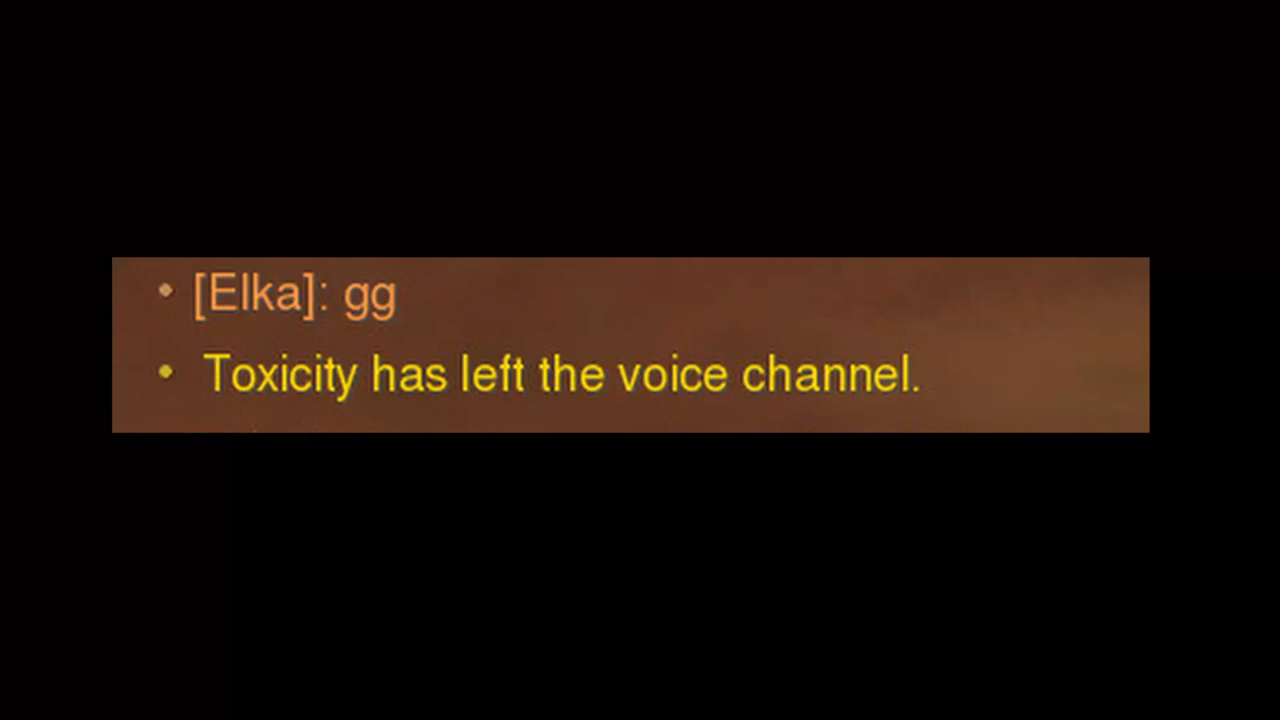 • [Elka]: gg
• Toxicity has left the voice channel.